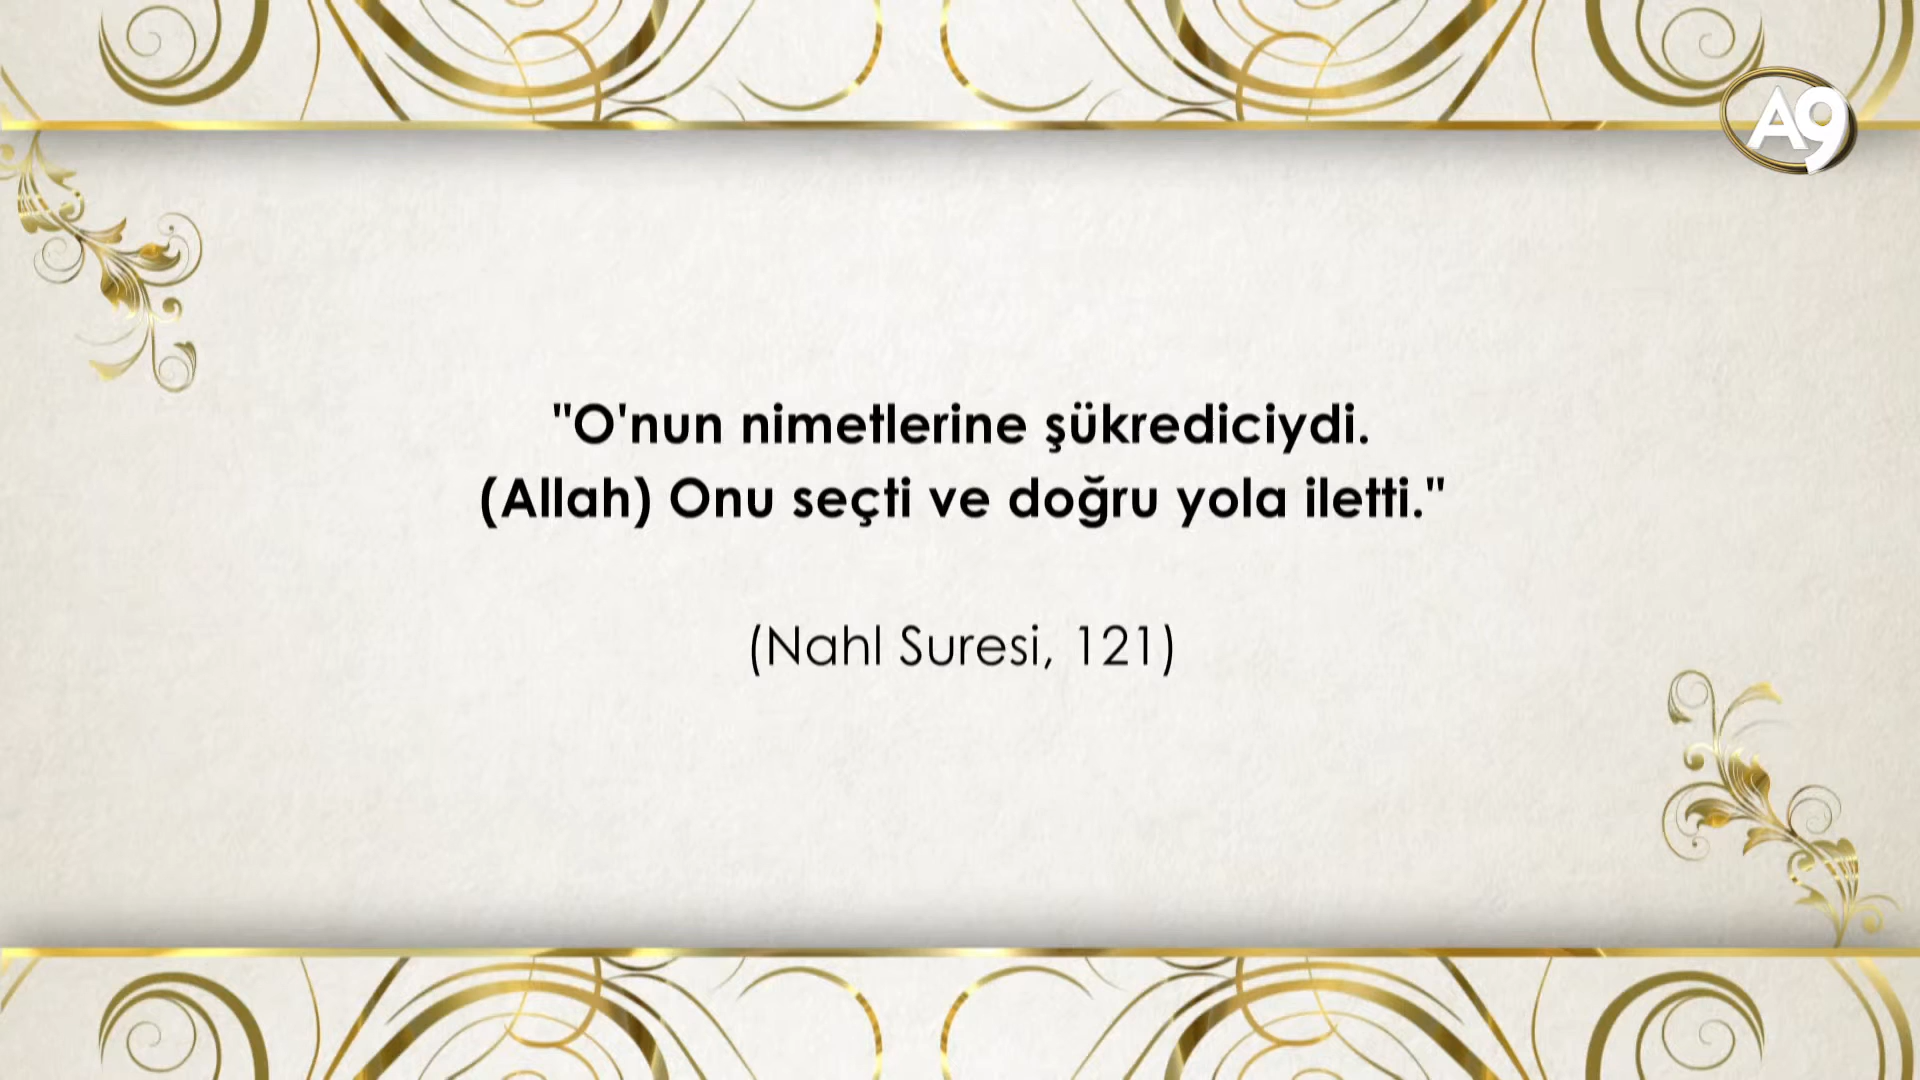 A9
"O'nun nimetlerine şükrediciydi.
(Allah) Onu seçti ve doğru yola iletti."
(Nahl Suresi, 121)